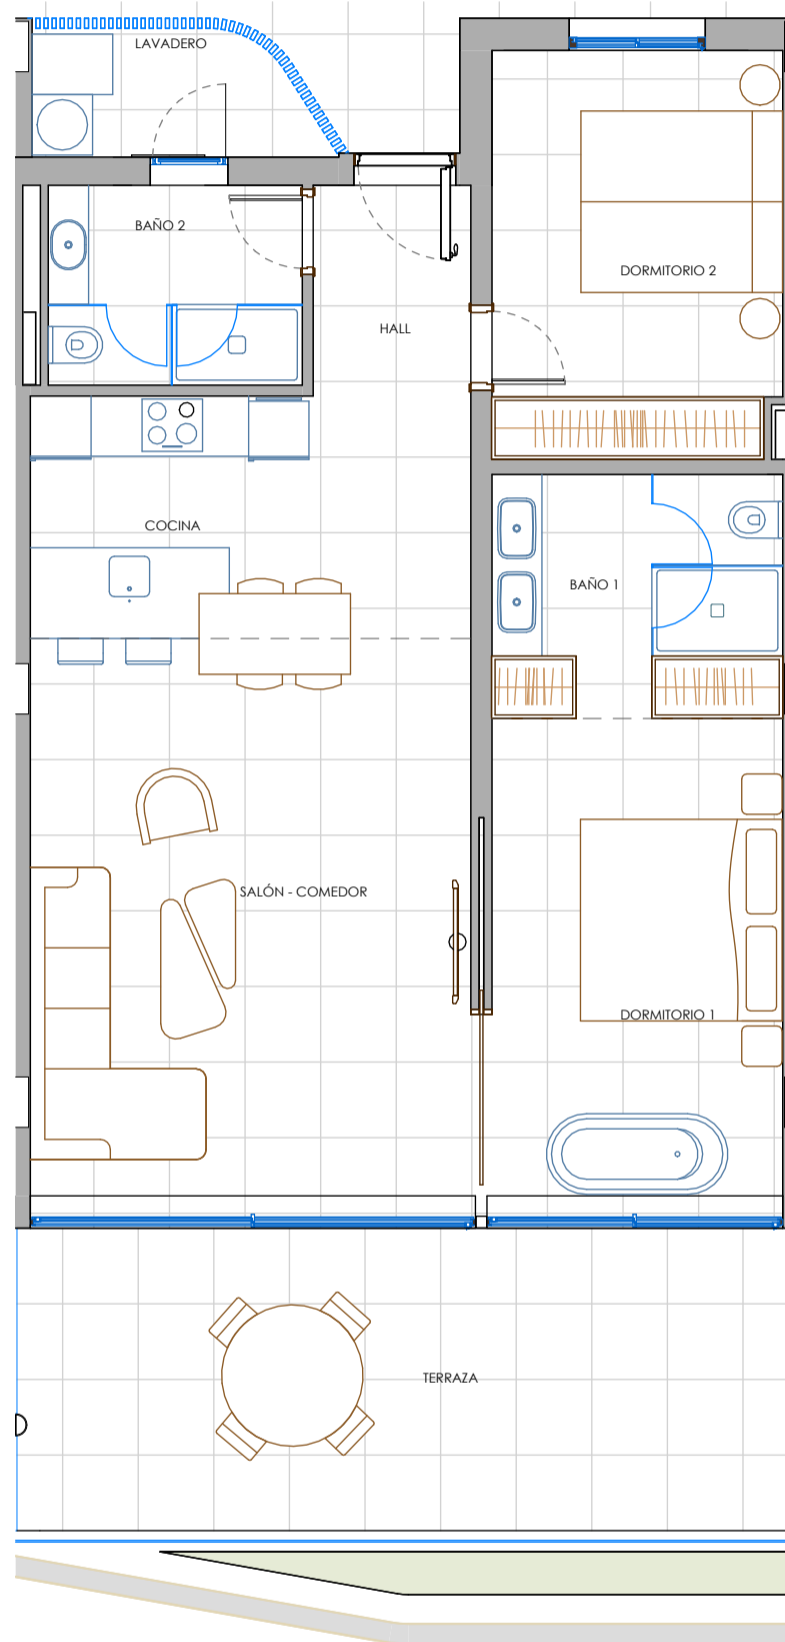 LAVADERO
BAÑO 2
DORMITORIO 2
HALL
COCINA
BAÑO 1
SALÓN - COMEDOR
DORMITORIO 1
TERRAZA